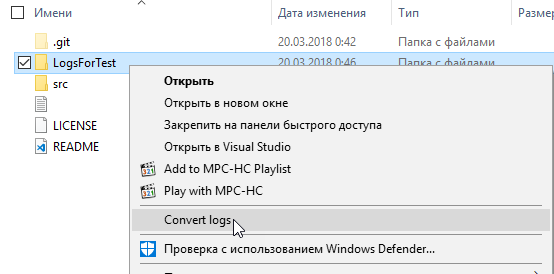 Имени
Дата изменения
Тип
.git
20.03.2018 0:42
Папка с файлами
LogsForTest
20.03.2018 0:46
Папка с файлами
src
LICENSE
README
Открыть
Открыть в новом окне
Закрепить на панели быстрого доступа
Открыть в Visual Studio
321
Add to MPC-HC Playlist
321
Play with MPC-HC
Convert logs
Проверка с использованием Windows Defender...